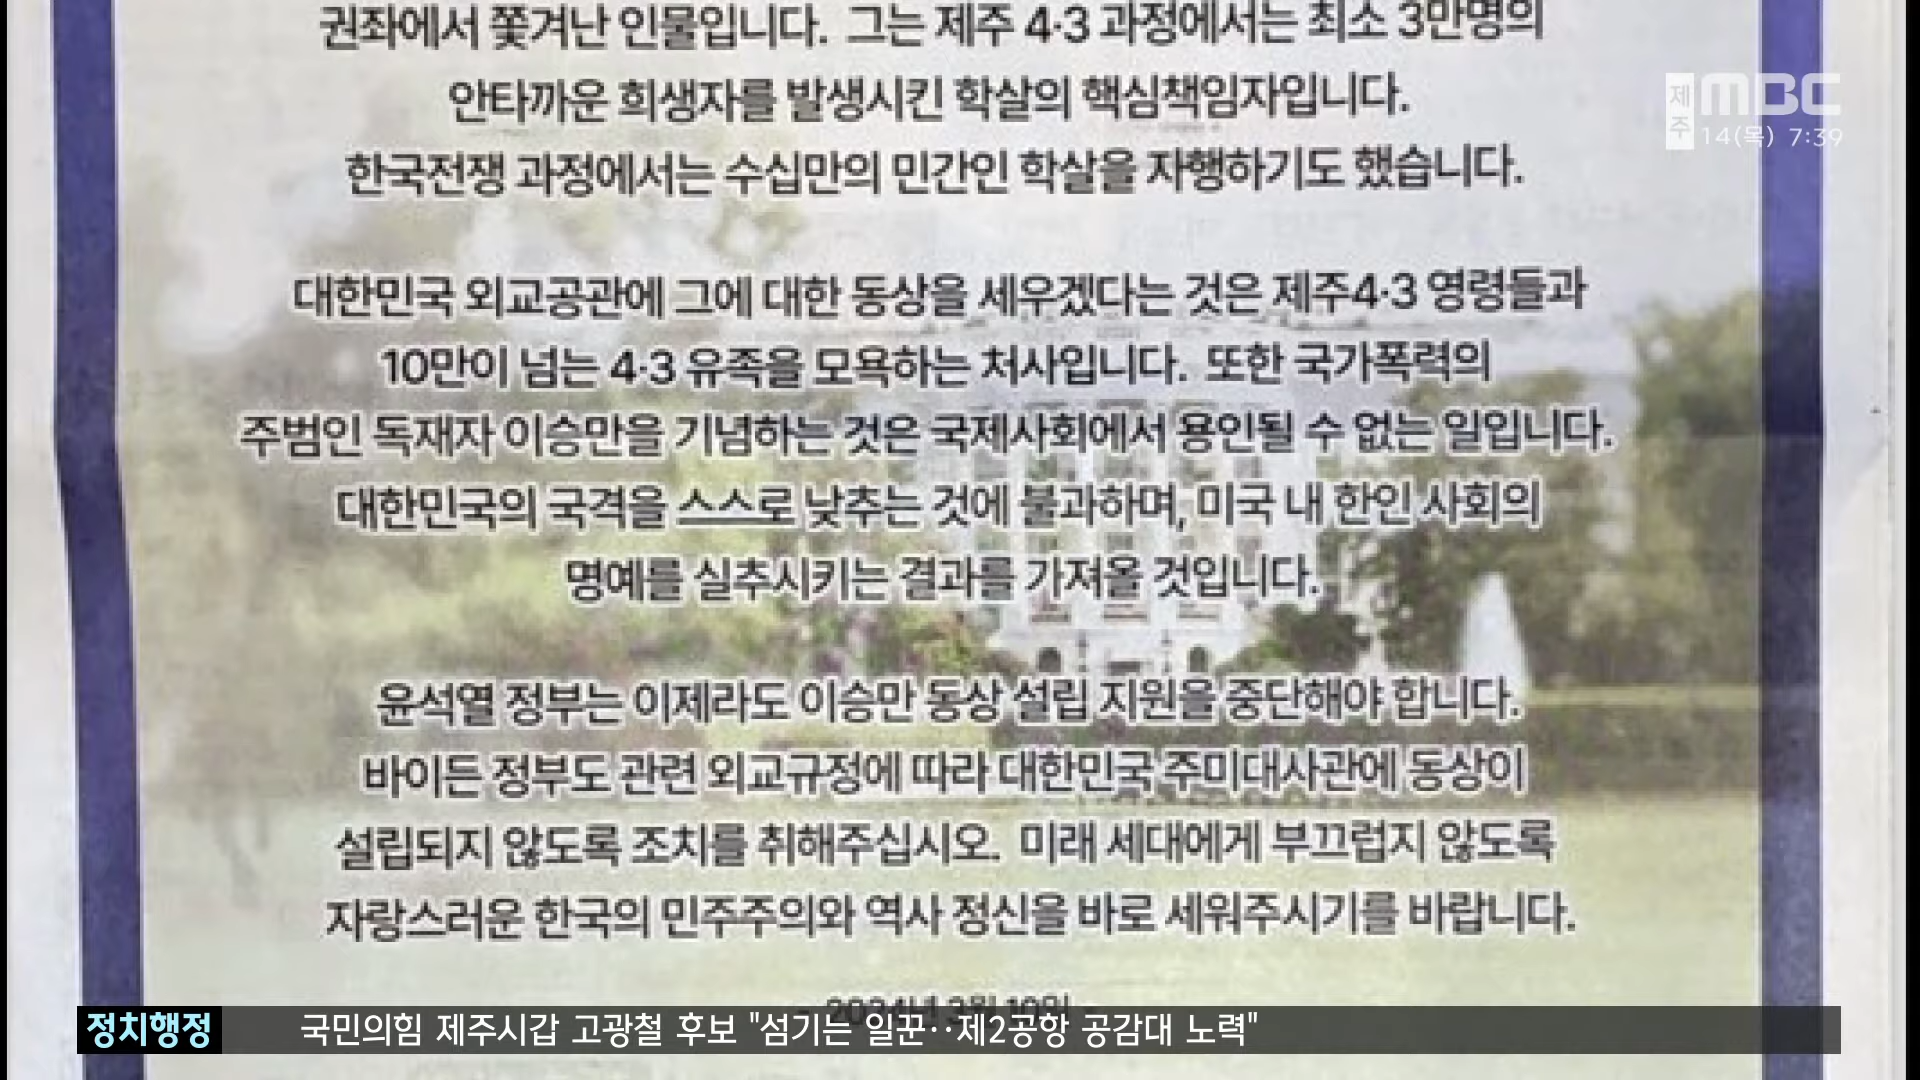 권좌에서 쫓겨난 인물입니다. 그는 제주 4·3 과정에서는 최소 3만명의
안타까운 희생자를 발생시킨 학살의 핵심책임자입니다.
한국전쟁 과정에서는 수십만의 민간인 학살을 자행하기도 했습니다.
제주 MBC
14(목) 7:39
대한민국 외교공관에 그에 대한 동상을 세우겠다는 것은 제주4·3 영령들과
10만이 넘는 4·3 유족을 모욕하는 처사입니다. 또한 국가폭력의
주범인 독재자 이승만을 기념하는 것은 국제사회에서 용인될 수 없는 일입니다.
대한민국의 국격을 스스로 낮추는 것에 불과하며, 미국 내 한인 사회의
명예를 실추시키는 결과를 가져올 것입니다.
윤석열 정부는 이제라도 이승만 동상 설립 지원을 중단해야 합니다.
바이든 정부도 관련 외교규정에 따라 대한민국 주미대사관에 동상이
설립되지 않도록 조치를 취해주십시오. 미래 세대에게 부끄럽지 않도록
자랑스러운 한국의 민주주의와 역사 정신을 바로 세워주시기를 바랍니다.
- 2024년 3월 10일 -
정치행정 국민의힘 제주시갑 고광철 후보 "섬기는 일꾼‥제2공항 공감대 노력"